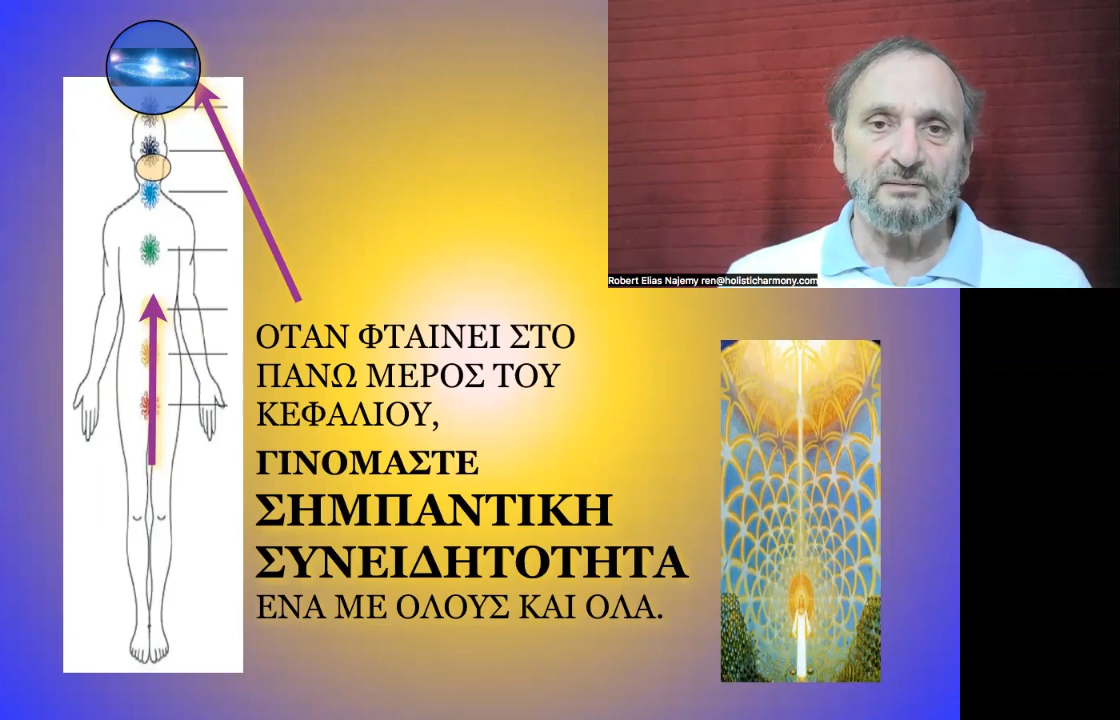 Robert Elias Najemy ren@holisticharmony.com
ΟΤΑΝ ΦΤΑΙΝΕΙ ΣΤΟ
ΠΑΝΩ ΜΕΡΟΣ ΤΟΥ
ΚΕΦΑΛΙΟΥ,
ΓΙΝΟΜΑΣΤΕ
ΣΗΜΠΑΝΤΙΚΗ
ΣΥΝΕΙΔΗΤΟΤΗΤΑ
ΕΝΑ ΜΕ ΟΛΟΥΣ ΚΑΙ ΟΛΑ.